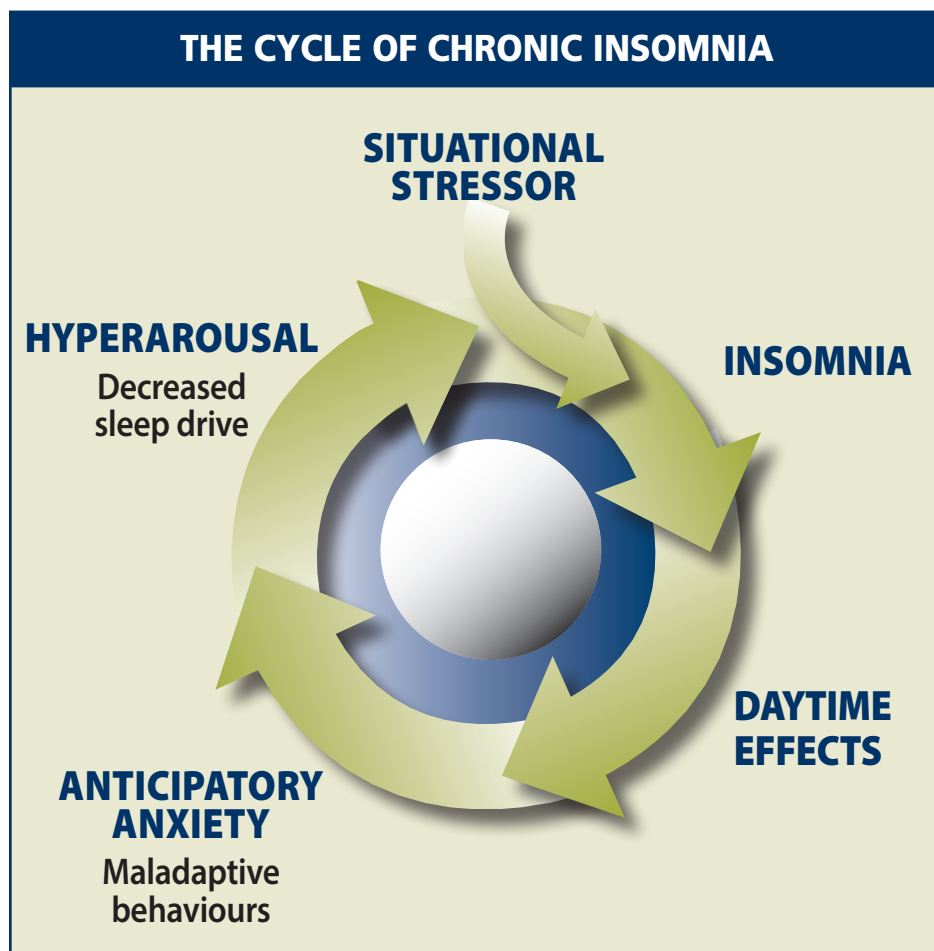 THE CYCLE OF CHRONIC INSOMNIA
SITUATIONAL
STRESSOR
INSOMNIA
DAYTIME
EFFECTS
ANTICIPATORY
ANXIETY
Maladaptive
behaviours
HYPERAROUSAL
Decreased
sleep drive